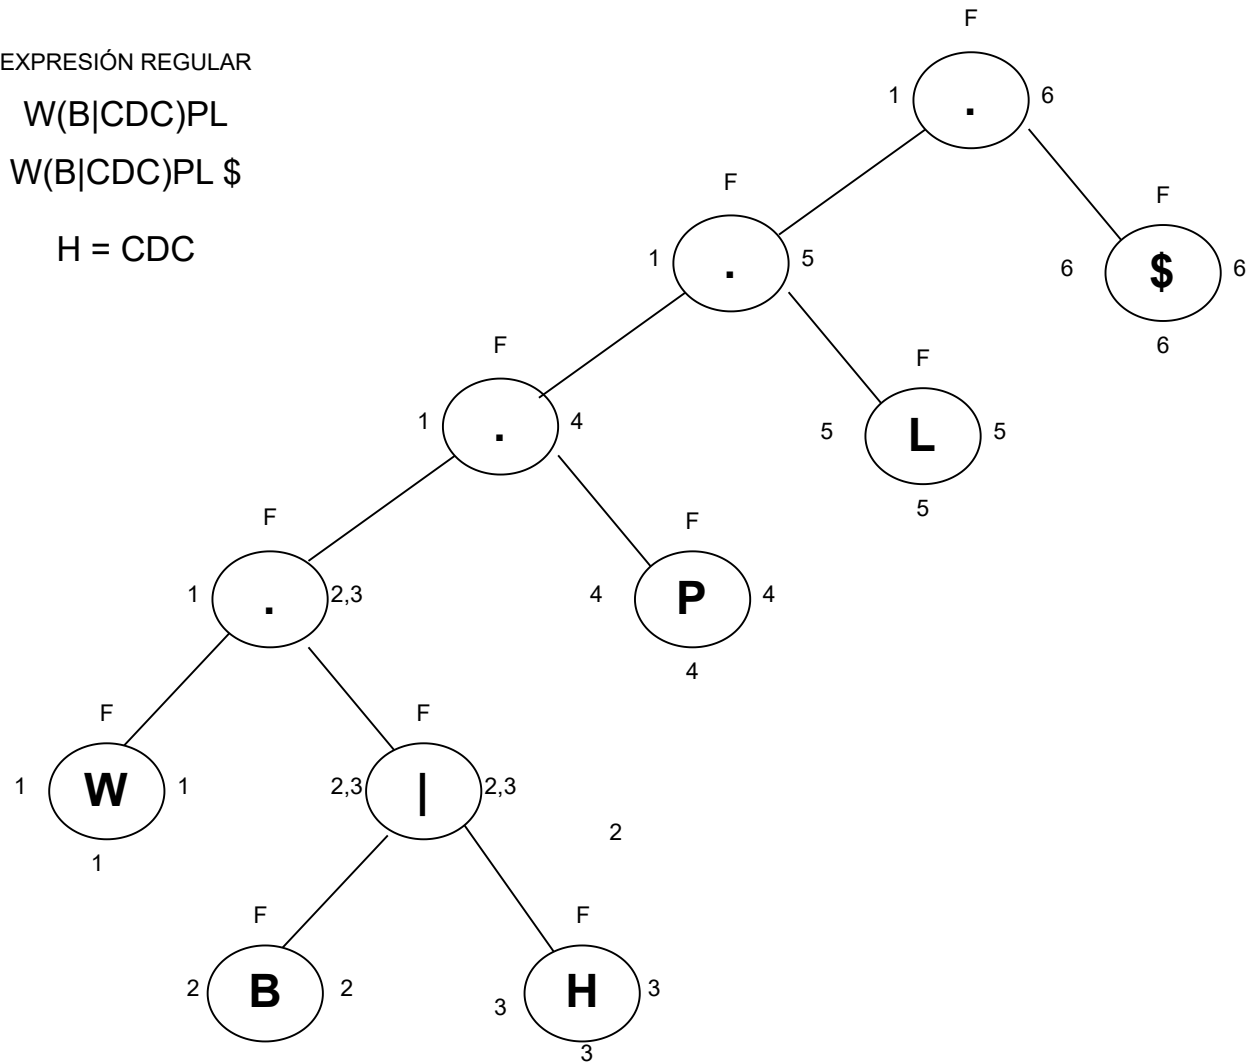 EXPRESIÓN REGULAR
W(B|CDC)PL
W(B|CDC)PL $
H = CDC
F
1 . 6
F
6 $ 6
6
F
1 . 5
F
5 L 5
5
F
1 . 4
F
4 P 4
4
F
1 . 2,3
F
1 W 1
1
F
2,3 | 2,3
2
F
2 B 2
F
3 H 3
3